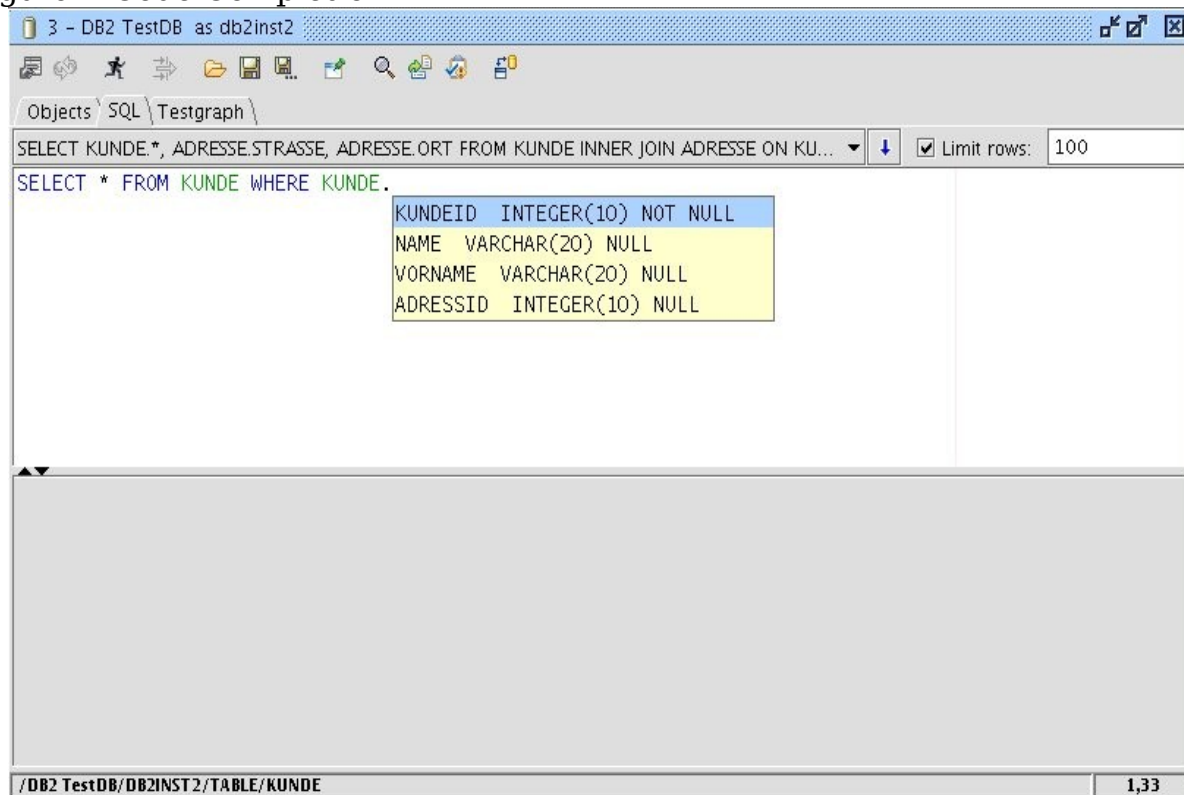 3 – DB2 TestDB as db2inst2
Objects SQL Testgraph
SELECT KUNDE.*, ADRESSE.STRASSE, ADRESSE.ORT FROM KUNDE INNER JOIN ADRESSE ON KU... Limit rows: 100
SELECT * FROM KUNDE WHERE KUNDE.
KUNDEID INTEGER(10) NOT NULL
NAME VARCHAR(20) NULL
VORNAME VARCHAR(20) NULL
ADRESSID INTEGER(10) NULL
/DB2 TestDB/DB2INST2/TABLE/KUNDE 1,33